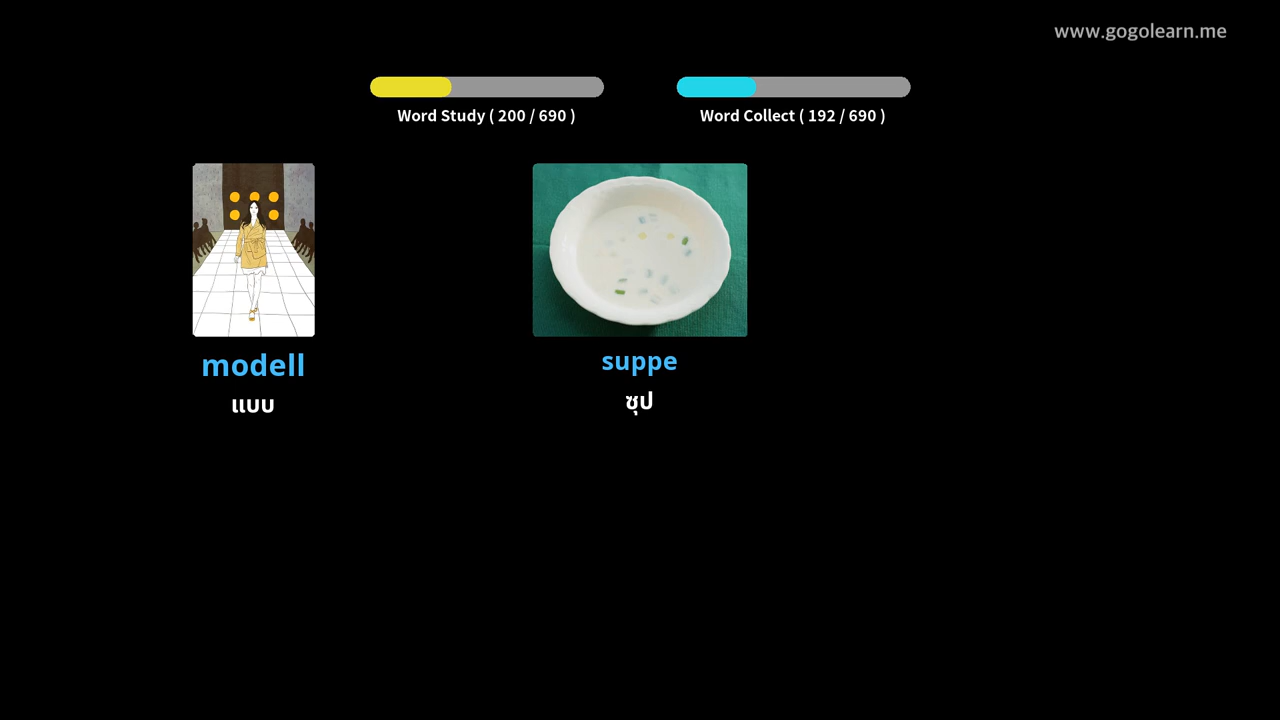 www.gogolearn.me
Word Study ( 200 / 690 )
Word Collect ( 192 / 690 )
modell
แบบ
suppe
ซุป